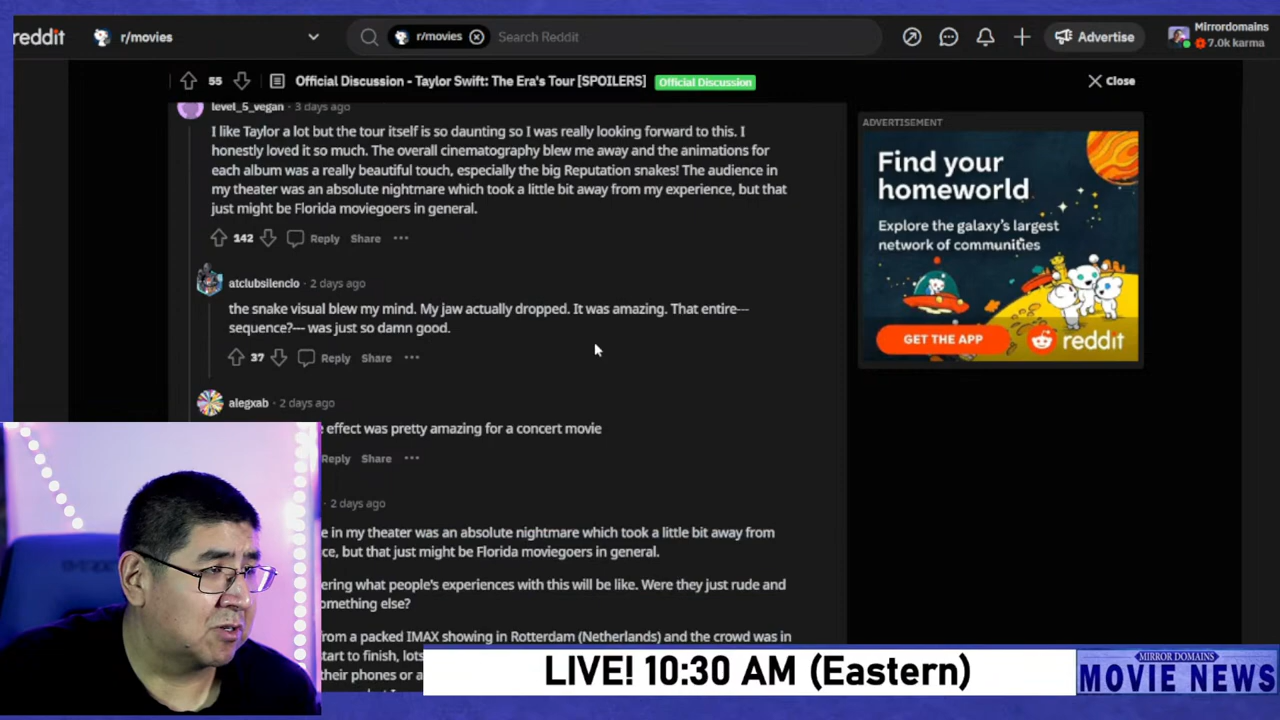 reddit
r/movies
r/movies
Search Reddit
Advertise
Mirrordomains
7.0k karma
55
Official Discussion - Taylor Swift: The Era's Tour [SPOILERS]
Official Discussion
Close
level_5_vegan · 3 days ago
I like Taylor a lot but the tour itself is so daunting so I was really looking forward to this. I
honestly loved it so much. The overall cinematography blew me away and the animations for
each album was a really beautiful touch, especially the big Reputation snakes! The audience in
my theater was an absolute nightmare which took a little bit away from my experience, but that
just might be Florida moviegoers in general.
142
Reply
Share
atclubsilencio · 2 days ago
the snake visual blew my mind. My jaw actually dropped. It was amazing. That entire---
sequence?--- was just so damn good.
37
Reply
Share
alegxab · 2 days ago
effect was pretty amazing for a concert movie
Reply
Share
· 2 days ago
in my theater was an absolute nightmare which took a little bit away from
but that just might be Florida moviegoers in general.
what people's experiences with this will be like. Were they just rude and
else?
from a packed IMAX showing in Rotterdam (Netherlands) and the crowd was in
to finish,
their phones or
ADVERTISEMENT
Find your
homeworld
Explore the galaxy's largest
network of communities
GET THE APP
reddit
LIVE! 10:30 AM (Eastern)
MIRROR DOMAINS
MOVIE NEWS